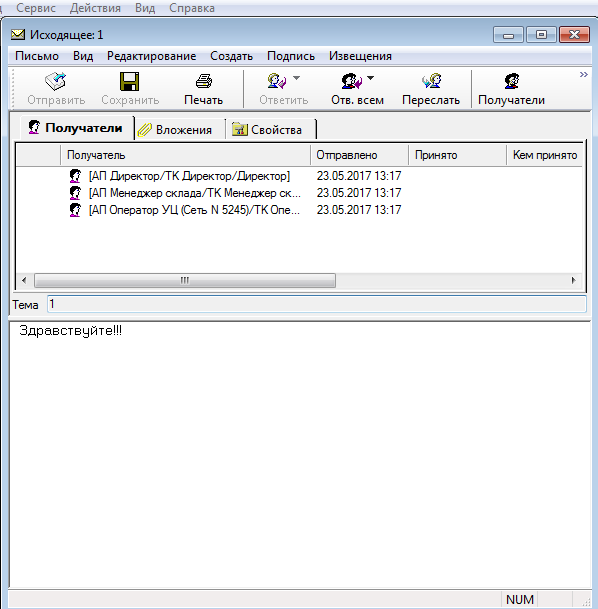 Сервис Действия Вид Справка
Исходящее: 1
Письмо Вид Редактирование Создать Подпись Извещения
Отправить Сохранить Печать Ответить Отв. всем Переслать Получатели
Получатели Вложения Свойства
Получатель Отправлено Принято Кем принято
[АП Директор/ТК Директор/Директор] 23.05.2017 13:17
[АП Менеджер склада/ТК Менеджер ск... 23.05.2017 13:17
[АП Оператор УЦ (Сеть N 5245)/ТК Опе... 23.05.2017 13:17
Тема 1
Здравствуйте!!!
NUM